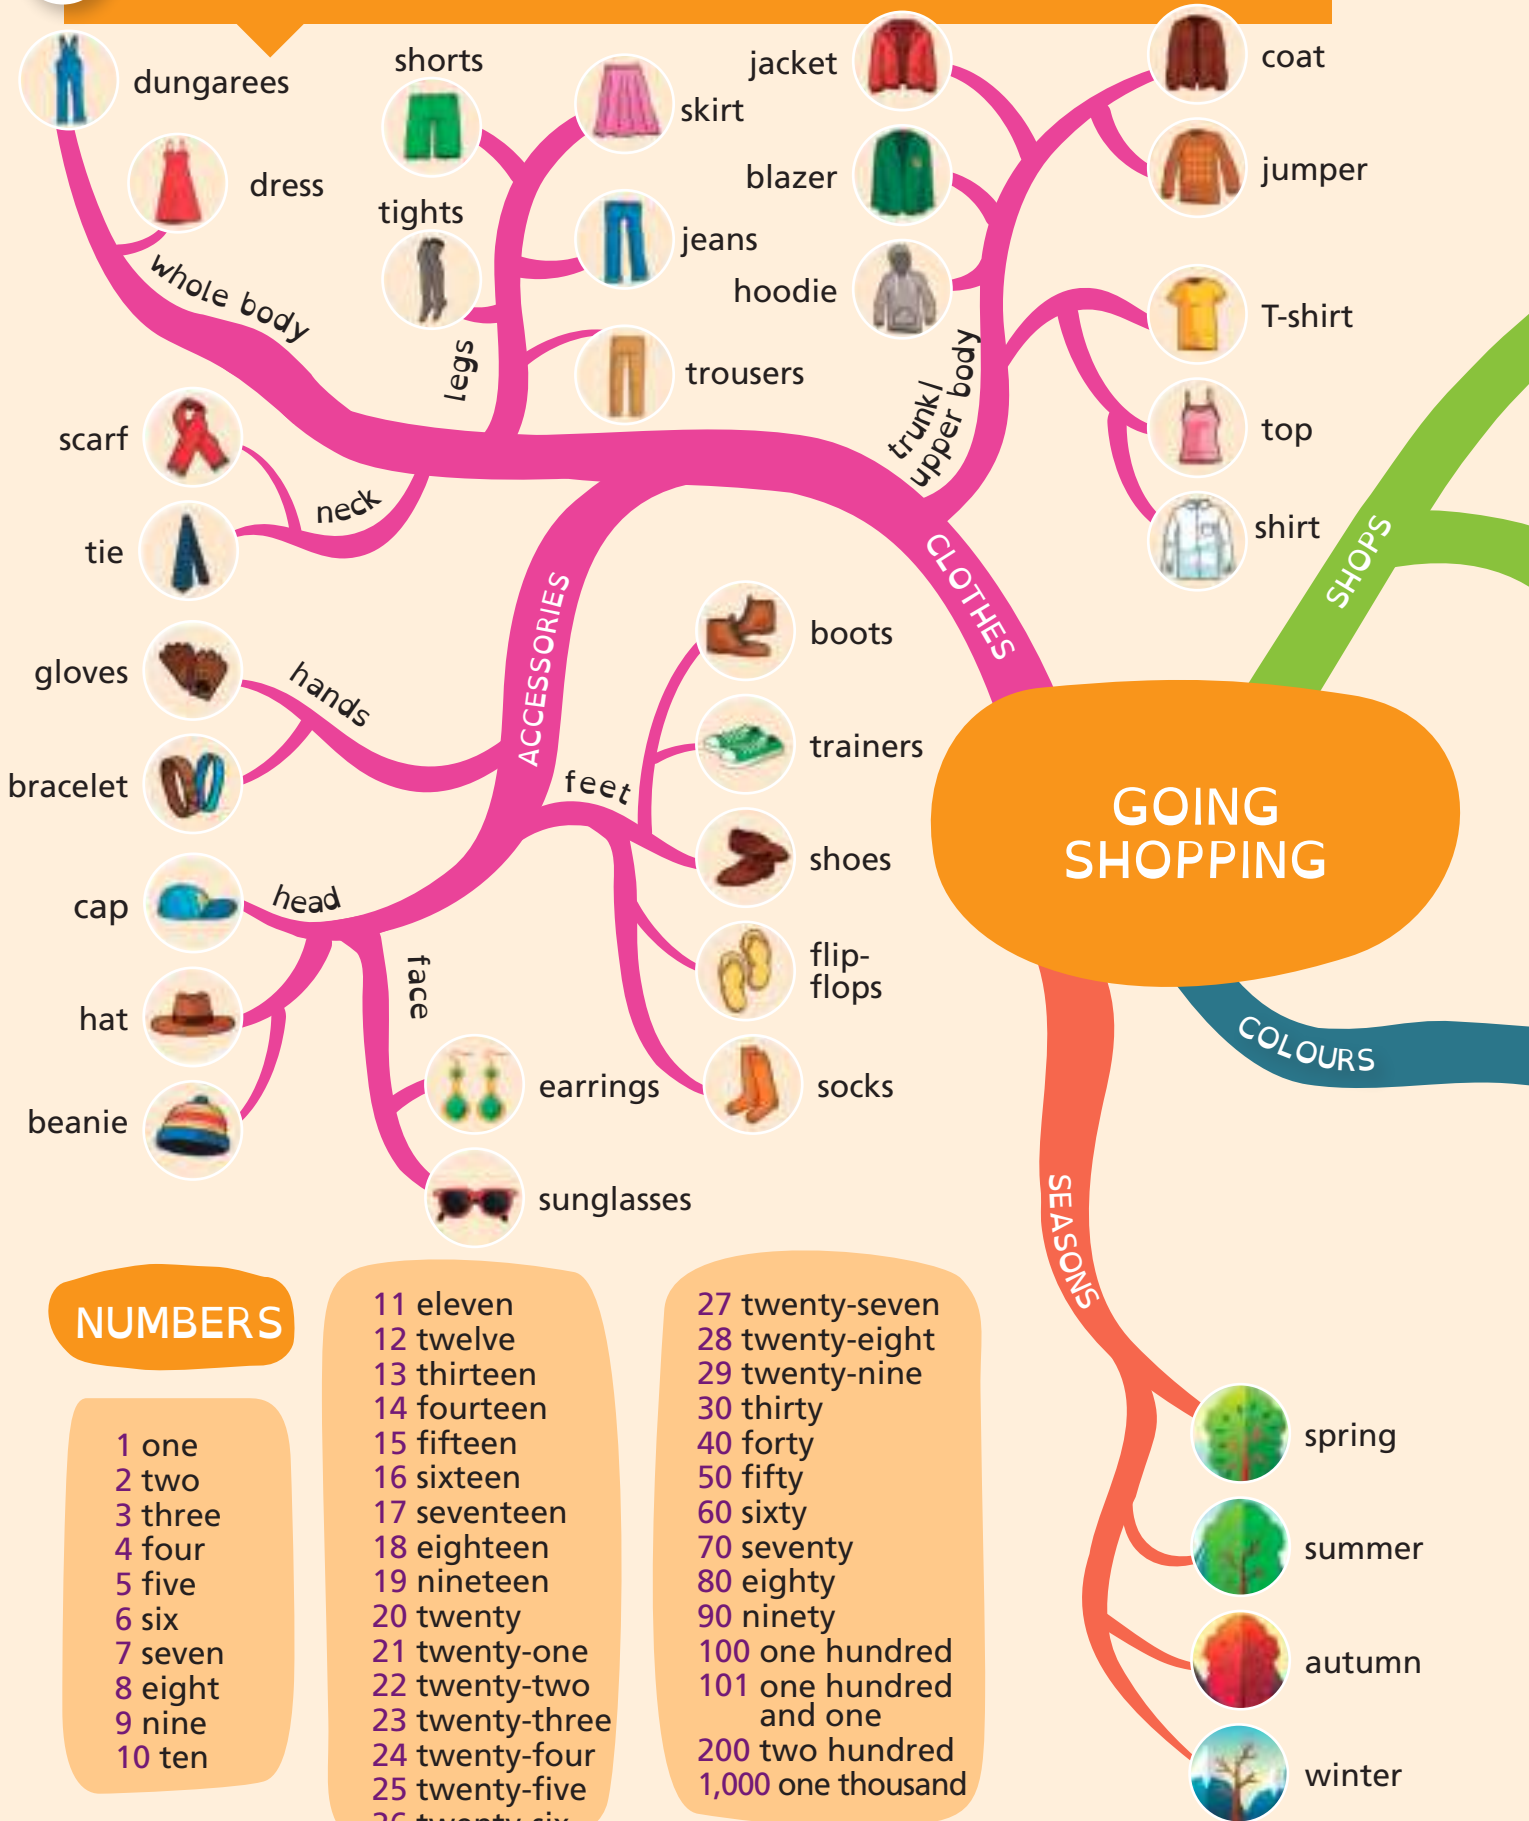 dungarees
dress
whole body
shorts
skirt
tights
jeans
legs
trousers
jacket
coat
blazer
jumper
hoodie
T-shirt
trunk/
upper body
top
shirt
scarf
neck
tie
CLOTHES
SHOPS
ACCESSORIES
gloves
hands
bracelet
feet
boots
trainers
shoes
flip-
flops
socks
cap
head
hat
beanie
face
earrings
sunglasses
GOING
SHOPPING
COLOURS
SEASONS
spring
summer
autumn
winter
NUMBERS
1 one
2 two
3 three
4 four
5 five
6 six
7 seven
8 eight
9 nine
10 ten
11 eleven
12 twelve
13 thirteen
14 fourteen
15 fifteen
16 sixteen
17 seventeen
18 eighteen
19 nineteen
20 twenty
21 twenty-one
22 twenty-two
23 twenty-three
24 twenty-four
25 twenty-five
26 twenty-six
27 twenty-seven
28 twenty-eight
29 twenty-nine
30 thirty
40 forty
50 fifty
60 sixty
70 seventy
80 eighty
90 ninety
100 one hundred
101 one hundred
and one
200 two hundred
1,000 one thousand